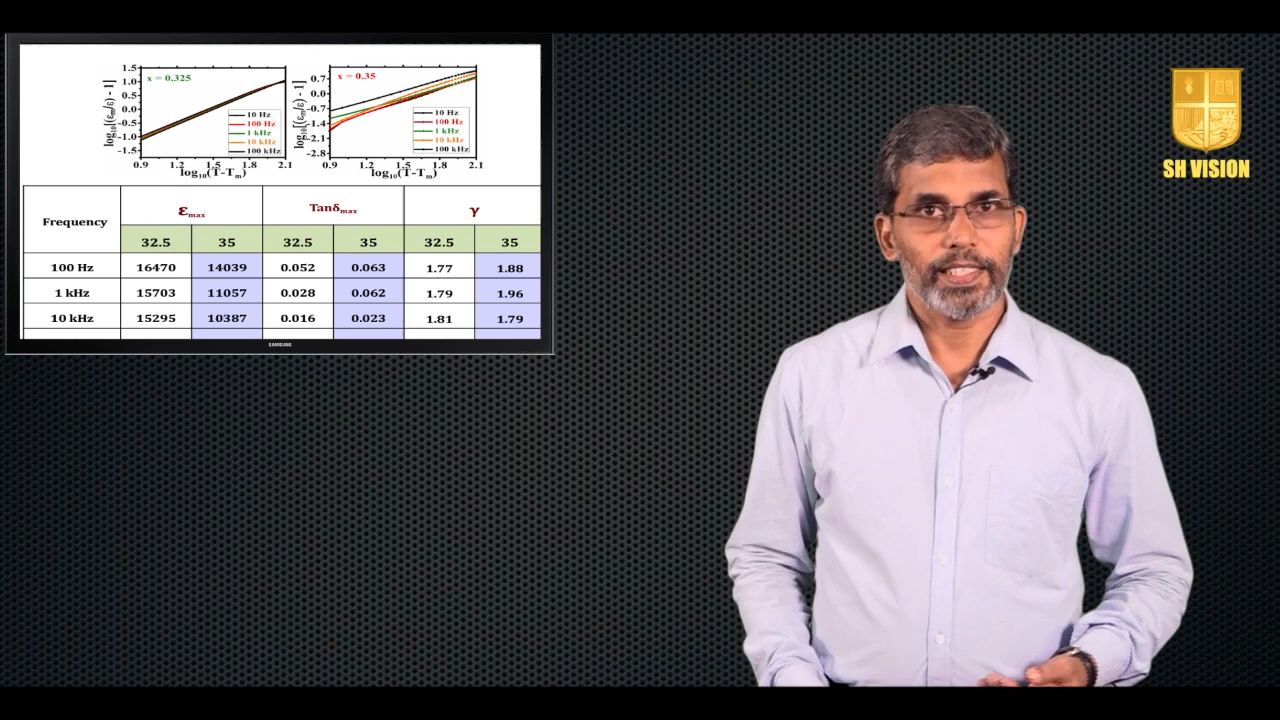 x = 0.325
log₁₀[(εₘ/ε) - 1]
1.5
1.0
0.5
0.0
-0.5
-1.0
-1.5
10 Hz
100 Hz
1 kHz
10 kHz
100 kHz
0.9 1.2 1.5 1.8 2.1
log₁₀(T-Tₘ)
x = 0.35
log₁₀[(εₘ/ε) - 1]
0.7
0.0
-0.7
-1.4
-2.1
-2.8
10 Hz
100 Hz
1 kHz
10 kHz
100 kHz
0.9 1.2 1.5 1.8 2.1
log₁₀(T-Tₘ)
Frequency εmax Tanδmax γ
32.5 35 32.5 35 32.5 35
100 Hz 16470 14039 0.052 0.063 1.77 1.88
1 kHz 15703 11057 0.028 0.062 1.79 1.96
10 kHz 15295 10387 0.016 0.023 1.81 1.79
SAMSUNG
SH VISION